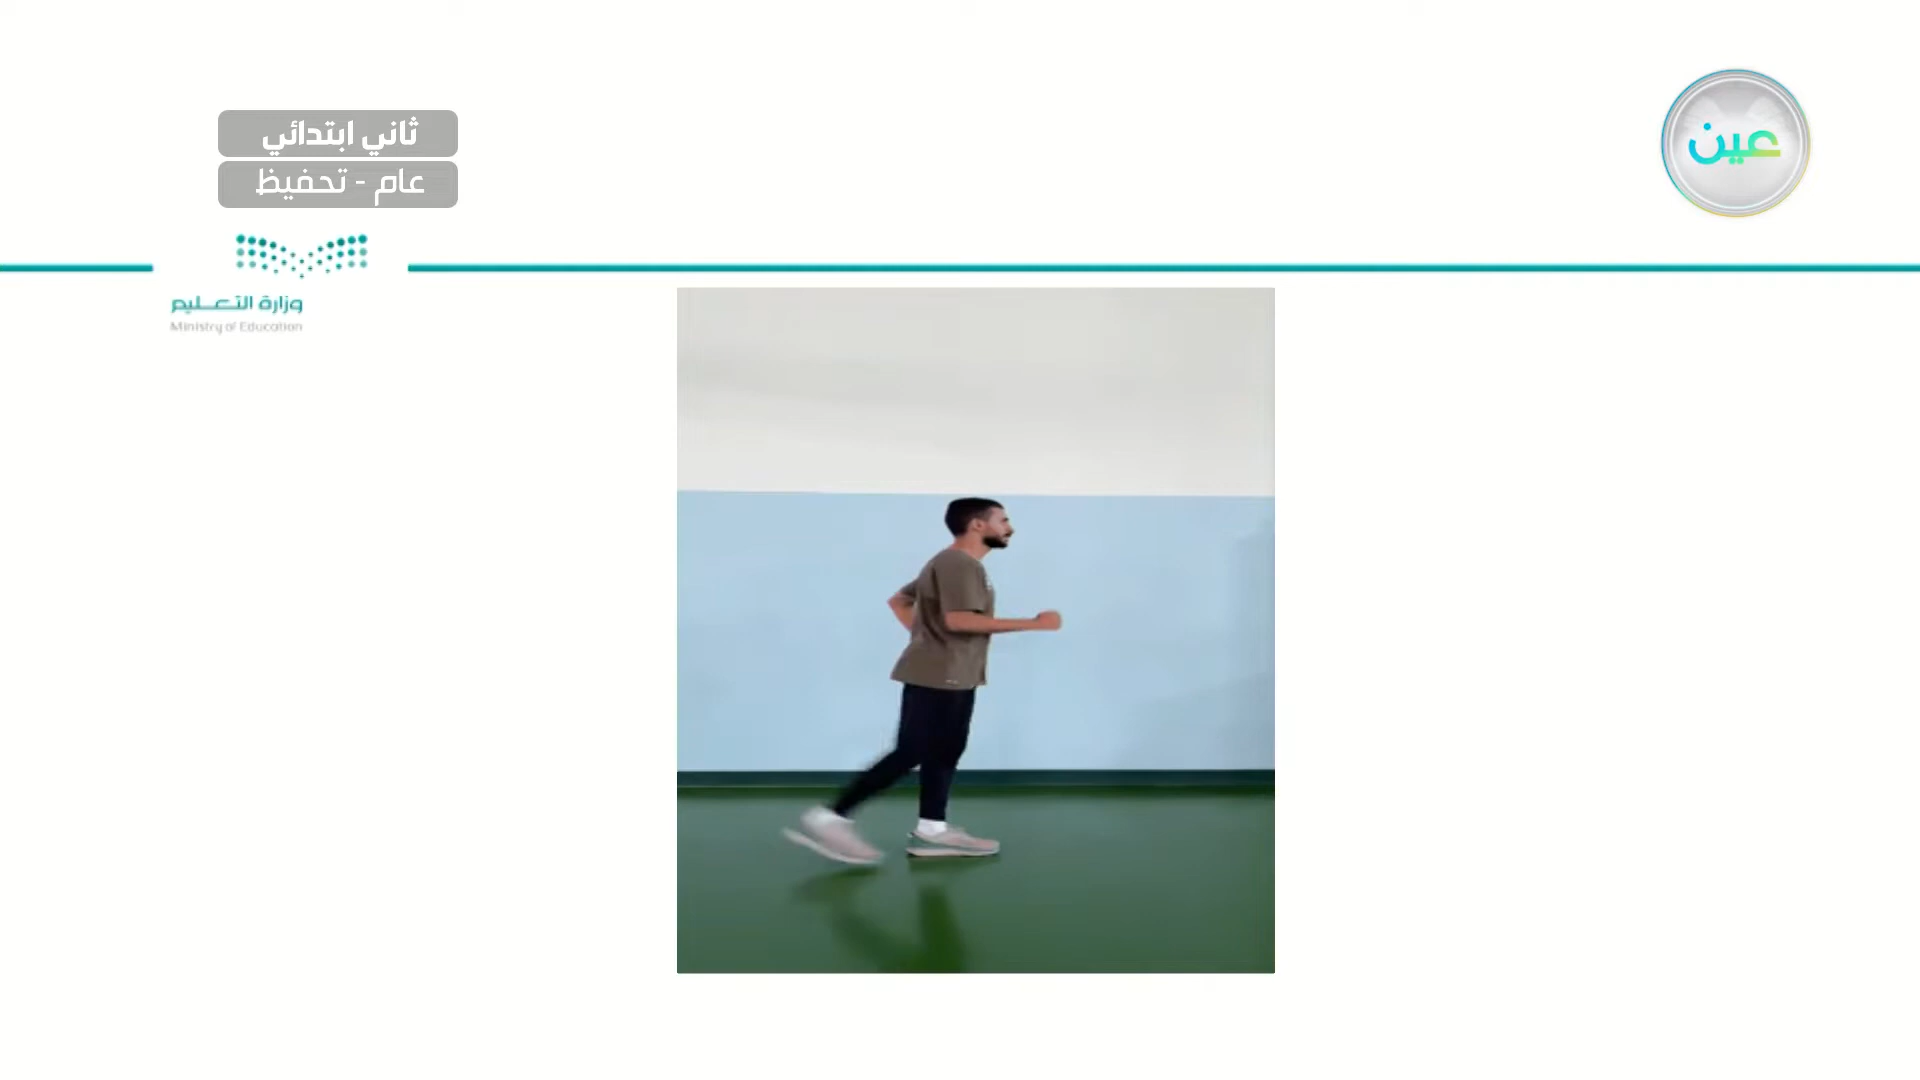 ثاني ابتدائي
عام - تحفيظ
عين
وزارة التعليم
Ministry of Education